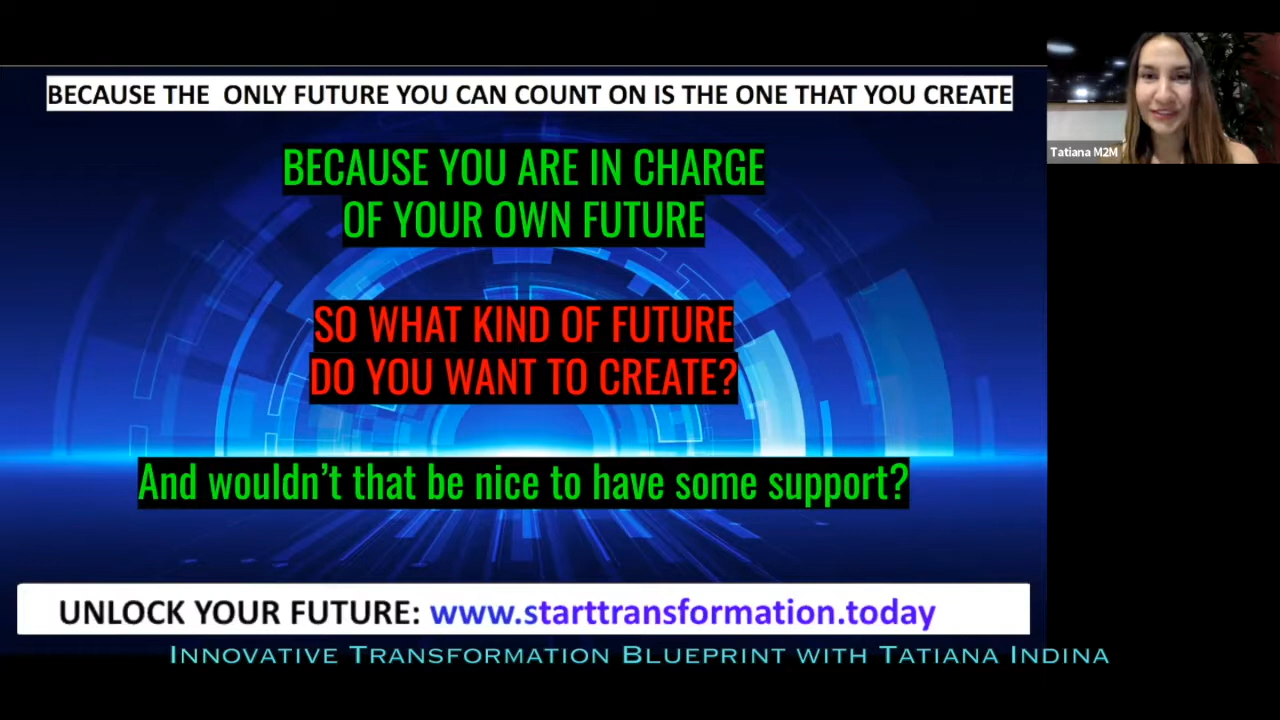 BECAUSE THE ONLY FUTURE YOU CAN COUNT ON IS THE ONE THAT YOU CREATE
Tatiana M2M
BECAUSE YOU ARE IN CHARGE
OF YOUR OWN FUTURE
SO WHAT KIND OF FUTURE
DO YOU WANT TO CREATE?
And wouldn’t that be nice to have some support?
UNLOCK YOUR FUTURE: www.starttransformation.today
INNOVATIVE TRANSFORMATION BLUEPRINT WITH TATIANA INDINA